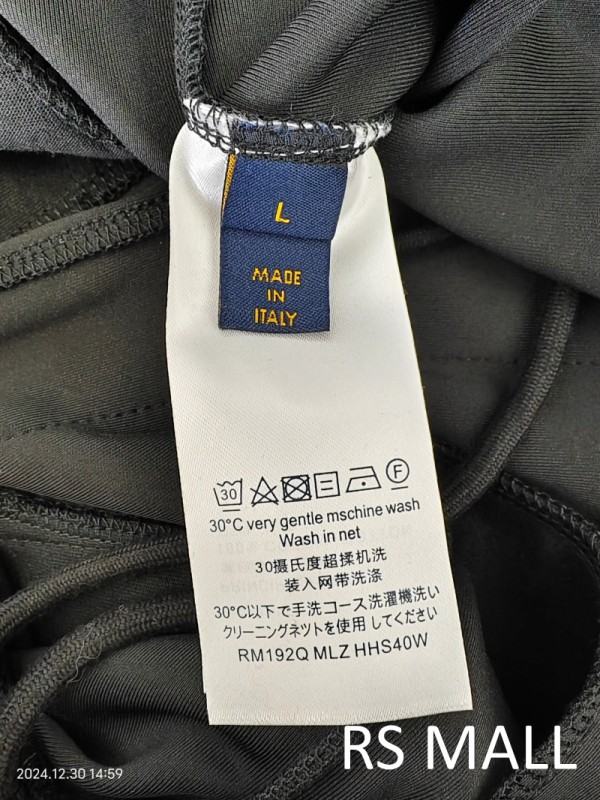 L
MADE
IN
ITALY
30
F
30°C very gentle mschine wash
Wash in net
30摄氏度超揉机洗
装入网带洗涤
30°C以下で手洗コース洗濯機洗い
クリーニングネットを使用 してください
RM192Q MLZ HHS40W
RS MALL
2024.12.30 14:59